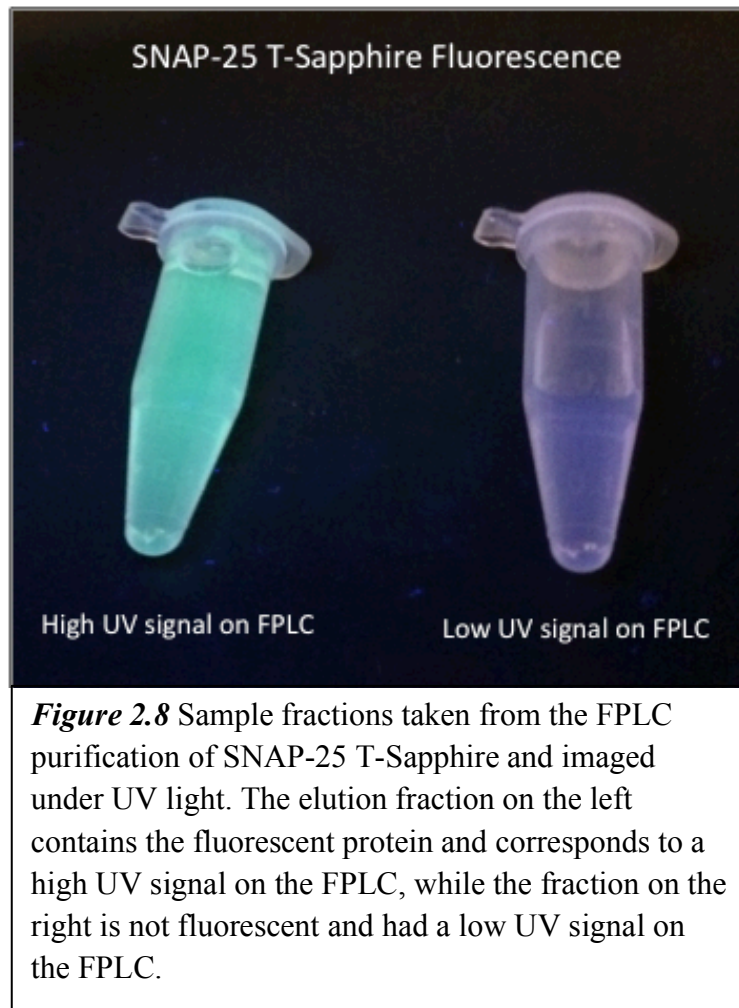 SNAP-25 T-Sapphire Fluorescence
High UV signal on FPLC
Low UV signal on FPLC
Figure 2.8 Sample fractions taken from the FPLC
purification of SNAP-25 T-Sapphire and imaged
under UV light. The elution fraction on the left
contains the fluorescent protein and corresponds to a
high UV signal on the FPLC, while the fraction on the
right is not fluorescent and had a low UV signal on
the FPLC.